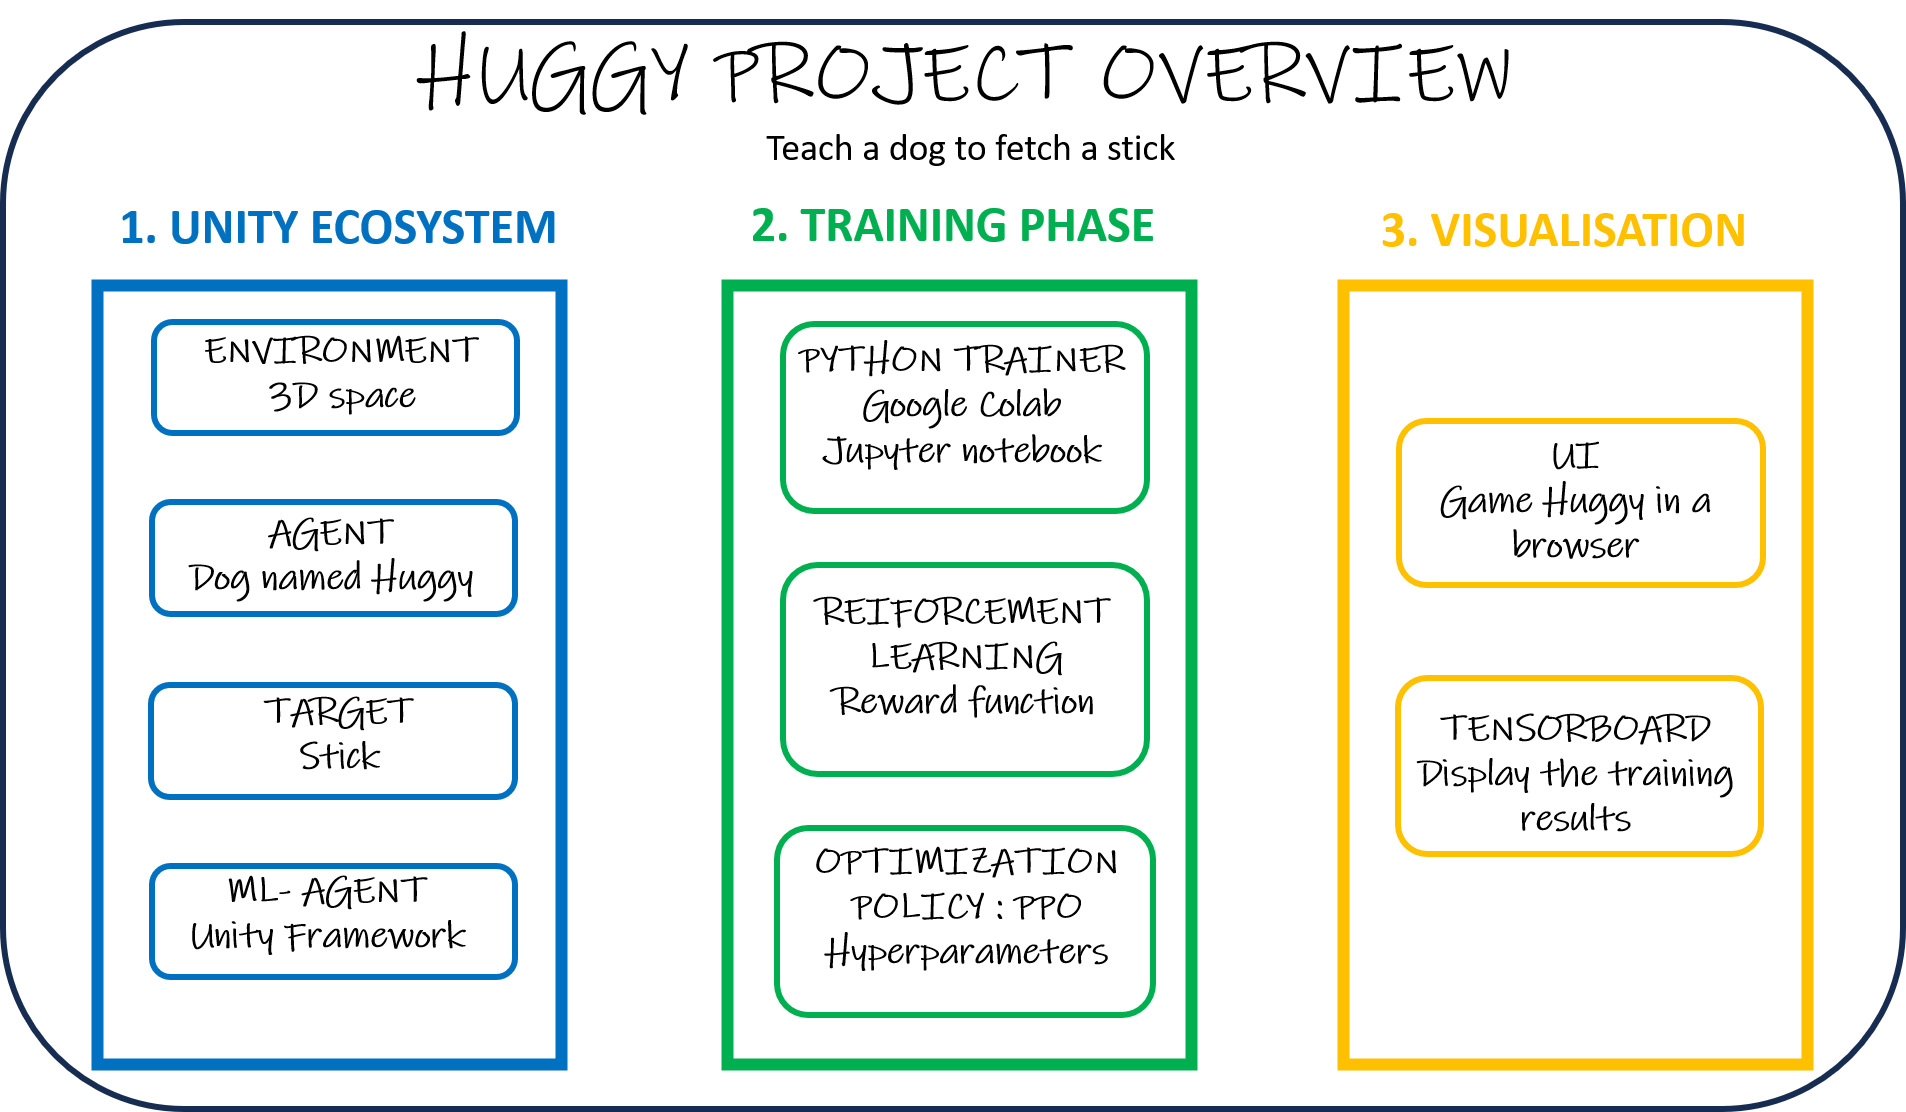 HUGGY PROJECT OVERVIEW
Teach a dog to fetch a stick
1. UNITY ECOSYSTEM
ENVIRONMENT
3D space
AGENT
Dog named Huggy
TARGET
Stick
ML- AGENT
Unity Framework
2. TRAINING PHASE
PYTHON TRAINER
Google Colab
Jupyter notebook
REIFORCEMENT
LEARNING
Reward function
OPTIMIZATION
POLICY : PPO
Hyperparameters
3. VISUALISATION
UI
Game Huggy in a
browser
TENSORBOARD
Display the training
results